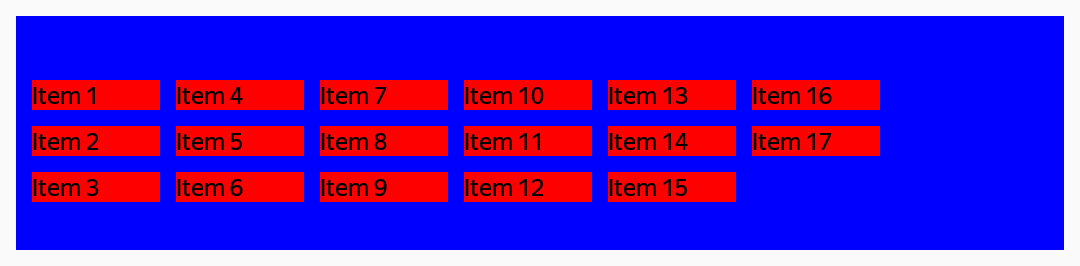 Item 1
Item 2
Item 3
Item 4
Item 5
Item 6
Item 7
Item 8
Item 9
Item 10
Item 11
Item 12
Item 13
Item 14
Item 15
Item 16
Item 17